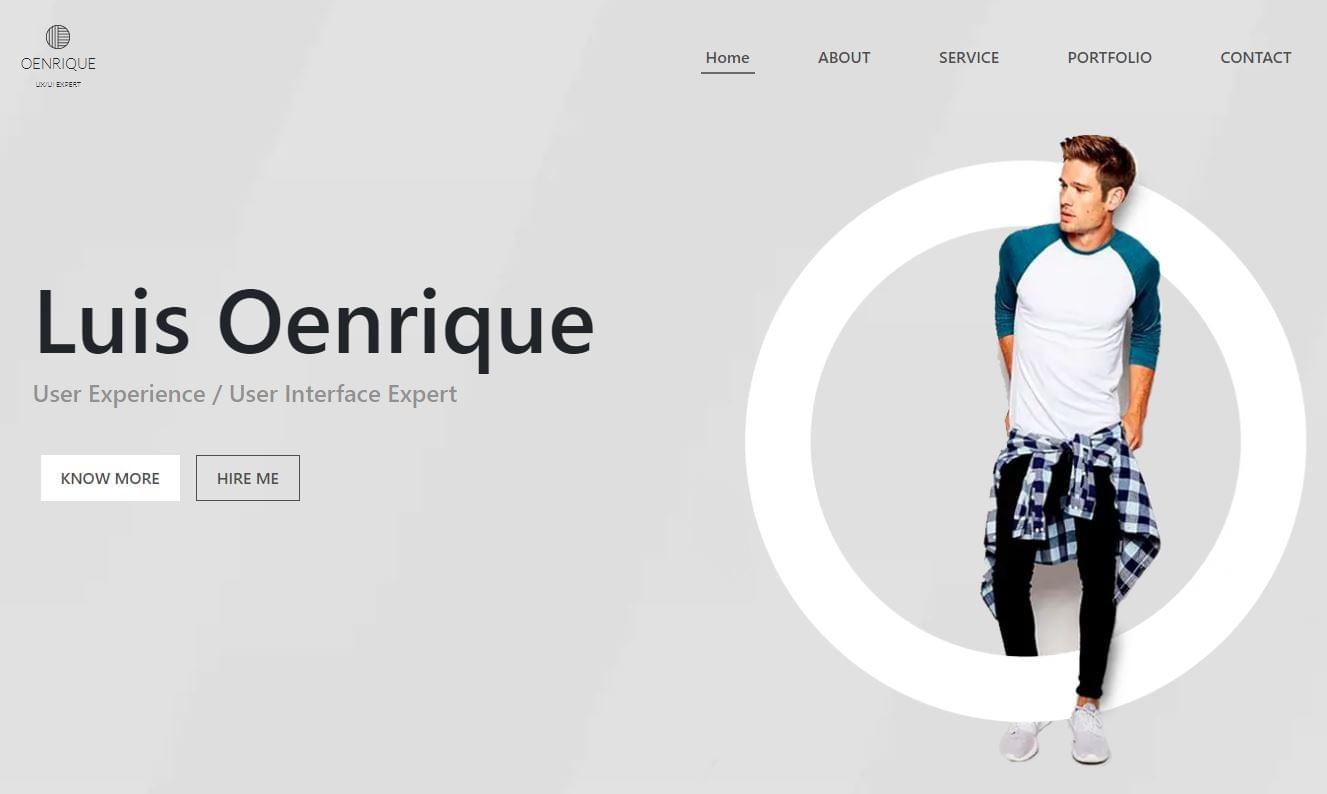 OENRIQUE
UX/UI EXPERT
Home ABOUT SERVICE PORTFOLIO CONTACT
Luis Oenrique
User Experience / User Interface Expert
KNOW MORE HIRE ME